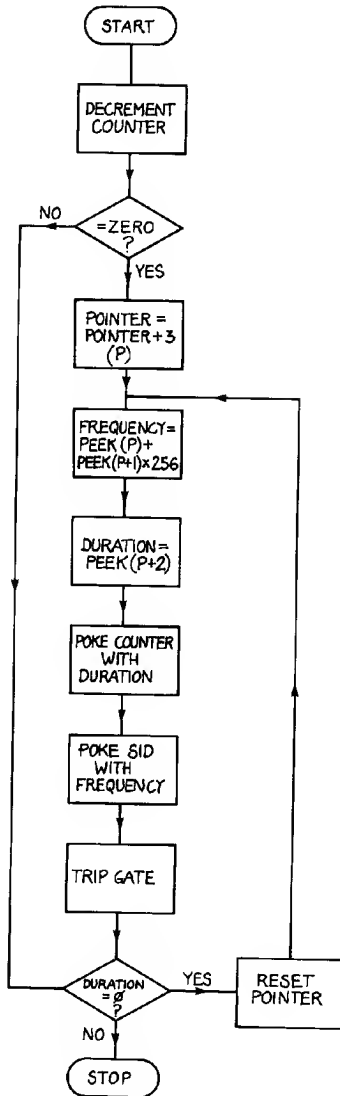 START
DECREMENT
COUNTER
NO
=ZERO
?
YES
POINTER=
POINTER+3
(P)
FREQUENCY=
PEEK(P)+
PEEK(P+1)×256
DURATION=
PEEK(P+2)
POKE COUNTER
WITH
DURATION
POKE SID
WITH
FREQUENCY
TRIP GATE
DURATION
=Ø
?
YES
RESET
POINTER
NO
STOP